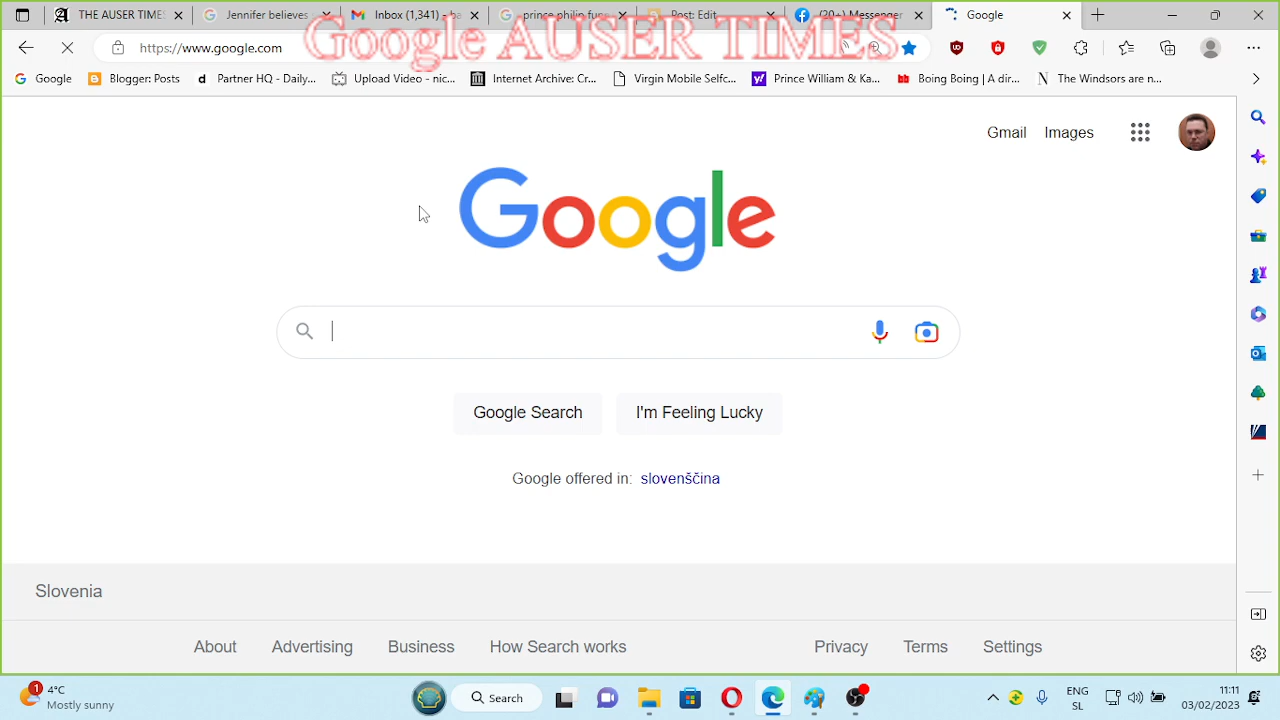 THE AUSER TIMES
Jennifer believes
Inbox (1,341) - ba
prince philip fun
Post: Edit
(20+) Messenger
Google
https://www.google.com
Google AUSER TIMES
Google
Blogger: Posts
Partner HQ - Daily...
Upload Video - nic...
Internet Archive: Cr...
Virgin Mobile Selfc...
Prince William & Ka...
Boing Boing | A dir...
The Windsors are n...
Gmail
Images
Google
Google Search
I'm Feeling Lucky
Google offered in: slovenščina
Slovenia
About
Advertising
Business
How Search works
Privacy
Terms
Settings
1
4°C
Mostly sunny
Search
ENG
SL
11:11
03/02/2023